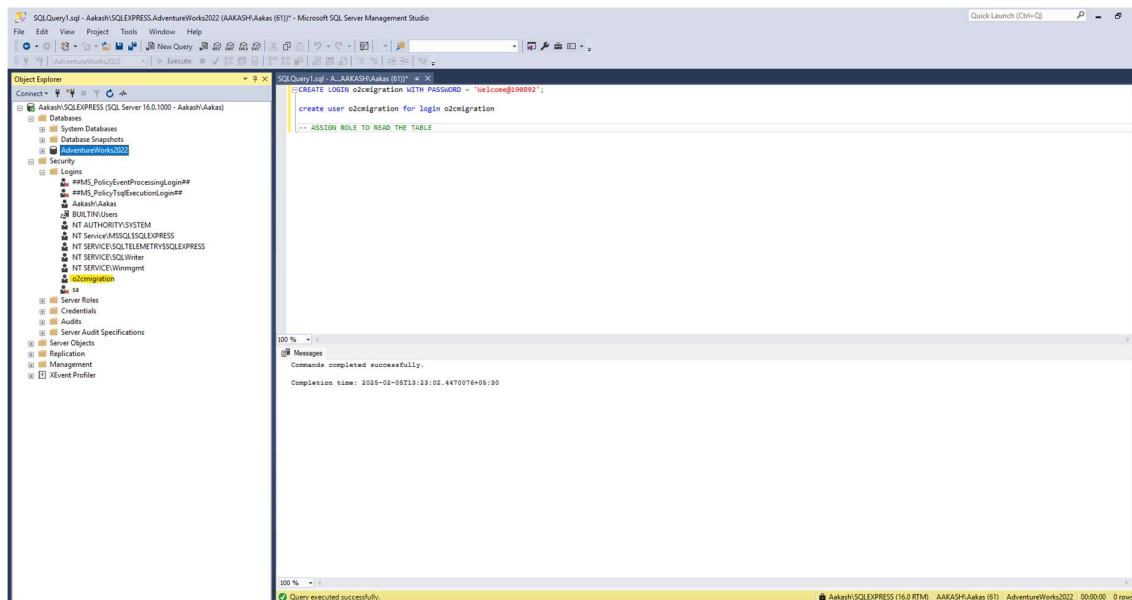 SQLQuery1.sql - Aakash\SQLEXPRESS.AdventureWorks2022 (AAKASH\Aakas (61))* - Microsoft SQL Server Management Studio
Quick Launch (Ctrl+Q)
File Edit View Project Tools Window Help
New Query
AdventureWorks2022 Execute
Object Explorer
Connect
Aakash\SQLEXPRESS (SQL Server 16.0.1000 - Aakash\Aakas)
Databases
System Databases
Database Snapshots
AdventureWorks2022
Security
Logins
##MS_PolicyEventProcessingLogin##
##MS_PolicyTsqlExecutionLogin##
Aakash\Aakas
BUILTIN\Users
NT AUTHORITY\SYSTEM
NT Service\MSSQL$SQLEXPRESS
NT SERVICE\SQLTELEMETRY$SQLEXPRESS
NT SERVICE\SQLWriter
NT SERVICE\Winmgmt
o2cmigration
sa
Server Roles
Credentials
Audits
Server Audit Specifications
Server Objects
Replication
Management
XEvent Profiler
SQLQuery1.sql - A...AAKASH\Aakas (61))*
CREATE LOGIN o2cmigration WITH PASSWORD = 'Welcome@190892';
create user o2cmigration for login o2cmigration
-- ASSIGN ROLE TO READ THE TABLE
100 %
Messages
Commands completed successfully.
Completion time: 2025-02-05T13:23:02.4470076+05:30
100 %
Query executed successfully.
Aakash\SQLEXPRESS (16.0 RTM) AAKASH\Aakas (61) AdventureWorks2022 00:00:00 0 rows